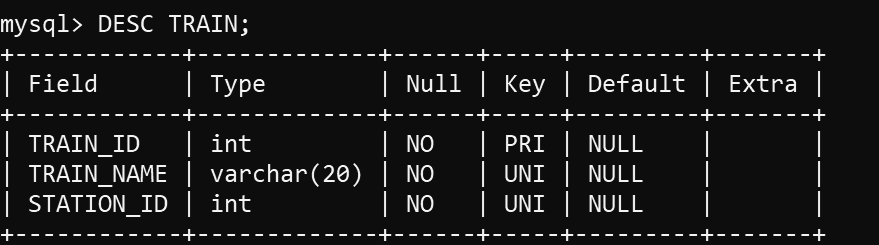 mysql> DESC TRAIN;
+------------+-------------+------+-----+---------+-------+
| Field      | Type        | Null | Key | Default | Extra |
+------------+-------------+------+-----+---------+-------+
| TRAIN_ID   | int         | NO   | PRI | NULL    |       |
| TRAIN_NAME | varchar(20) | NO   | UNI | NULL    |       |
| STATION_ID | int         | NO   | UNI | NULL    |       |
+------------+-------------+------+-----+---------+-------+